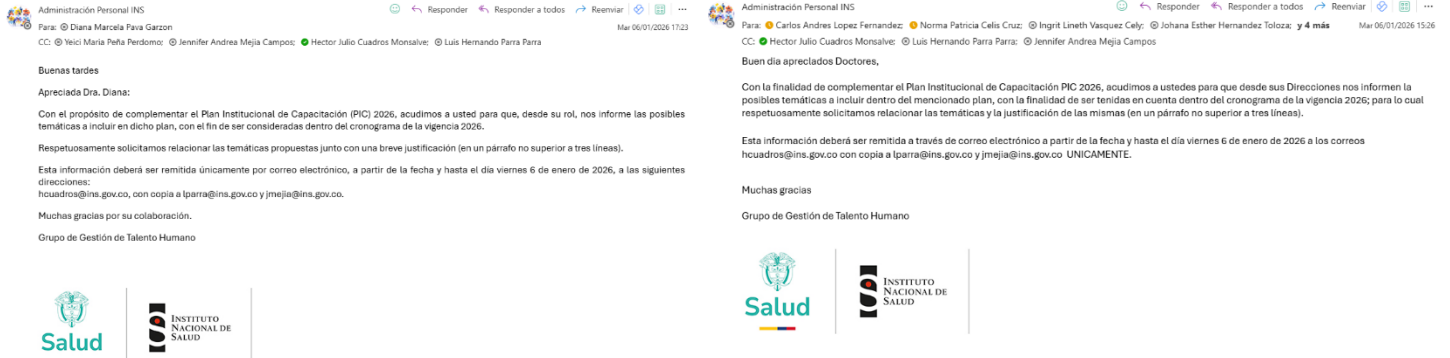 Administración Personal INS
Responder
Responder a todos
Reenviar
Para: Diana Marcela Pava Garzon
Mar 06/01/2026 17:23
CC: Yeici Maria Peña Perdomo; Jennifer Andrea Mejia Campos; Hector Julio Cuadros Monsalve; Luis Hernando Parra Parra
Buenas tardes
Apreciada Dra. Diana:
Con el propósito de complementar el Plan Institucional de Capacitación (PIC) 2026, acudimos a usted para que, desde su rol, nos informe las posibles
temáticas a incluir en dicho plan, con el fin de ser consideradas dentro del cronograma de la vigencia 2026.
Respetuosamente solicitamos relacionar las temáticas propuestas junto con una breve justificación (en un párrafo no superior a tres líneas).
Esta información deberá ser remitida únicamente por correo electrónico, a partir de la fecha y hasta el día viernes 6 de enero de 2026, a las siguientes
direcciones:
hcuadros@ins.gov.co, con copia a lparra@ins.gov.co y jmejia@ins.gov.co.
Muchas gracias por su colaboración.
Grupo de Gestión de Talento Humano
Salud
INSTITUTO
NACIONAL DE
SALUD
Administración Personal INS
Responder
Responder a todos
Reenviar
Para: Carlos Andres Lopez Fernandez; Norma Patricia Celis Cruz; Ingrit Lineth Vasquez Cely; Johana Esther Hernandez Toloza; y 4 más
Mar 06/01/2026 15:26
CC: Hector Julio Cuadros Monsalve; Luis Hernando Parra Parra; Jennifer Andrea Mejia Campos
Buen dia apreclados Doctores,
Con la finalidad de complementar el Plan Institucional de Capacitación PIC 2026, acudimos a ustedes para que desde sus Direcciones nos informen la
posibles temáticas a incluir dentro del mencionado plan, con la finalidad de ser tenidas en cuenta dentro del cronograma de la vigencia 2026; para lo cual
respetuosamente solicitamos relacionar las temáticas y la justificación de las mismas (en un párrafo no superior a tres líneas).
Esta información deberá ser remitida a través de correo electrónico a partir de la fecha y hasta el día viernes 6 de enero de 2026 a los correos
hcuadros@ins.gov.co con copia a lparra@ins.gov.co y jmejia@ins.gov.co UNICAMENTE.
Muchas gracias
Grupo de Gestión de Talento Humano
Salud
INSTITUTO
NACIONAL DE
SALUD